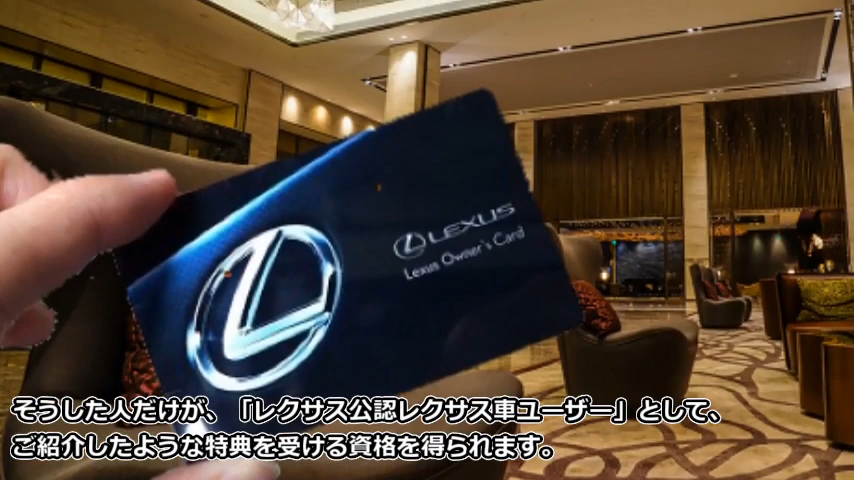 LEXUS
Lexus Owner's Card
そうした人だけが、「レクサス公認レクサス車ユーザー」として、
ご紹介したような特典を受ける資格を得られます。